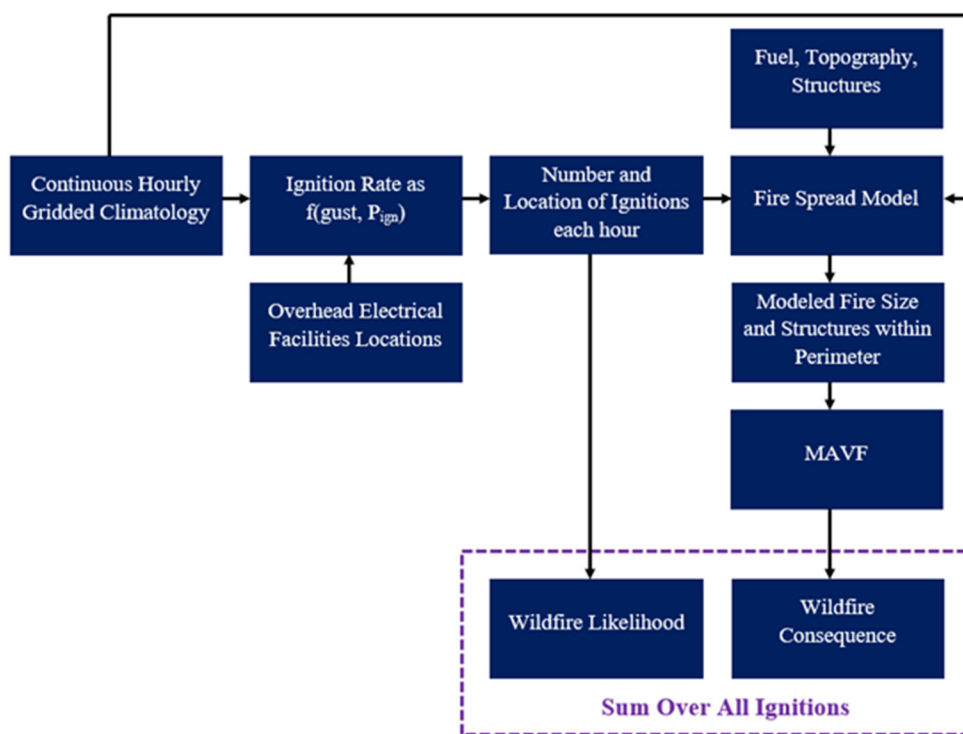 Fuel, Topography,
Structures
Continuous Hourly
Gridded Climatology
Ignition Rate as
f(gust, Pign)
Number and
Location of Ignitions
each hour
Fire Spread Model
Overhead Electrical
Facilities Locations
Modeled Fire Size
and Structures within
Perimeter
MAVF
Wildfire Likelihood
Wildfire
Consequence
Sum Over All Ignitions